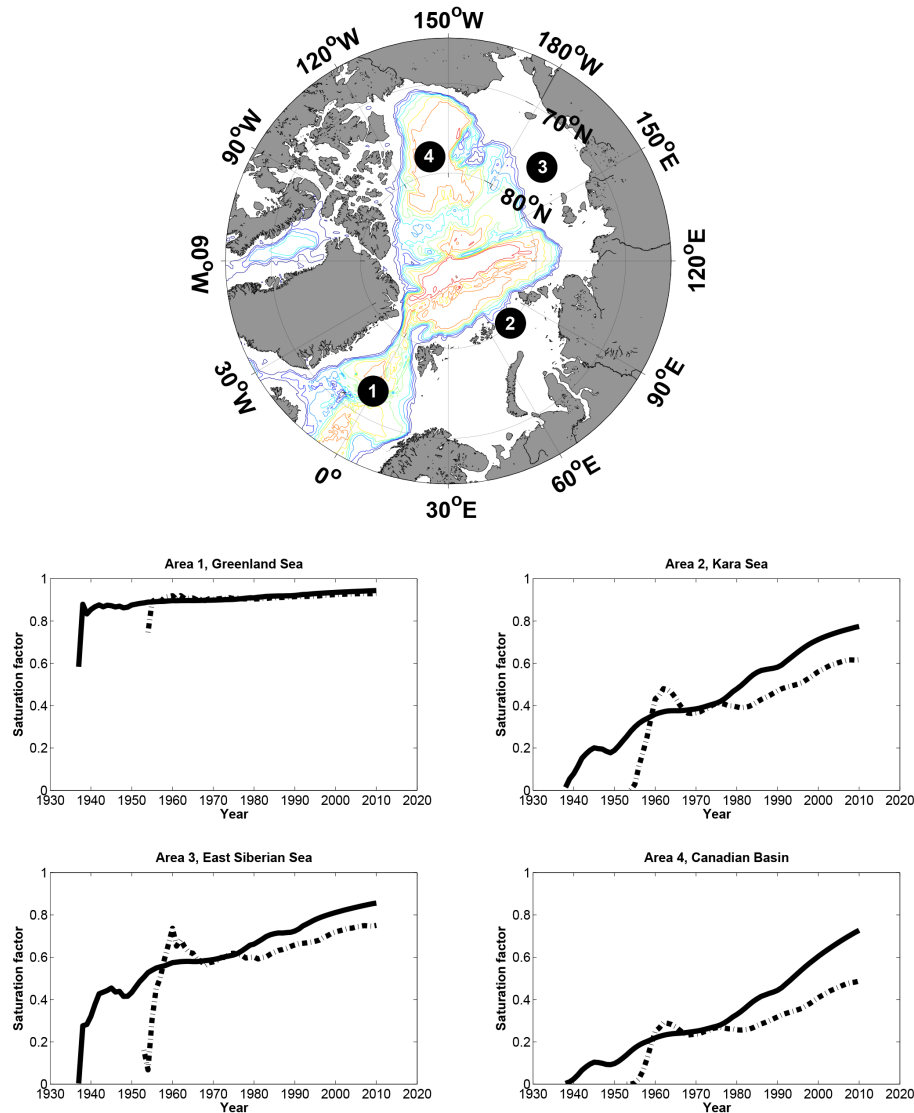 150°W
120°W
180°W
90°W
70°N
150°E
4
3
80°N
60°W
120°E
2
30°W
1
90°E
0°
60°E
30°E
Area 1, Greenland Sea
Saturation factor
1
0.8
0.6
0.4
0.2
0
1930 1940 1950 1960 1970 1980 1990 2000 2010 2020
Year
Area 2, Kara Sea
Saturation factor
1
0.8
0.6
0.4
0.2
0
1930 1940 1950 1960 1970 1980 1990 2000 2010 2020
Year
Area 3, East Siberian Sea
Saturation factor
1
0.8
0.6
0.4
0.2
0
1930 1940 1950 1960 1970 1980 1990 2000 2010 2020
Year
Area 4, Canadian Basin
Saturation factor
1
0.8
0.6
0.4
0.2
0
1930 1940 1950 1960 1970 1980 1990 2000 2010 2020
Year